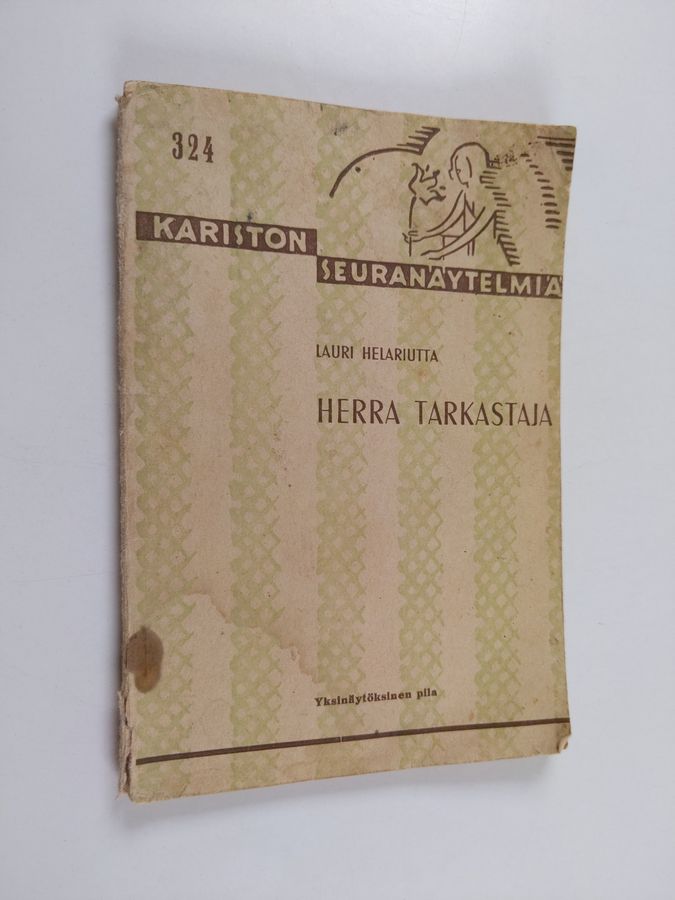 324
KARISTON
SEURANÄYTELMIÄ
LAURI HELARIUTTA
HERRA TARKASTAJA
Yksinäytöksinen pila